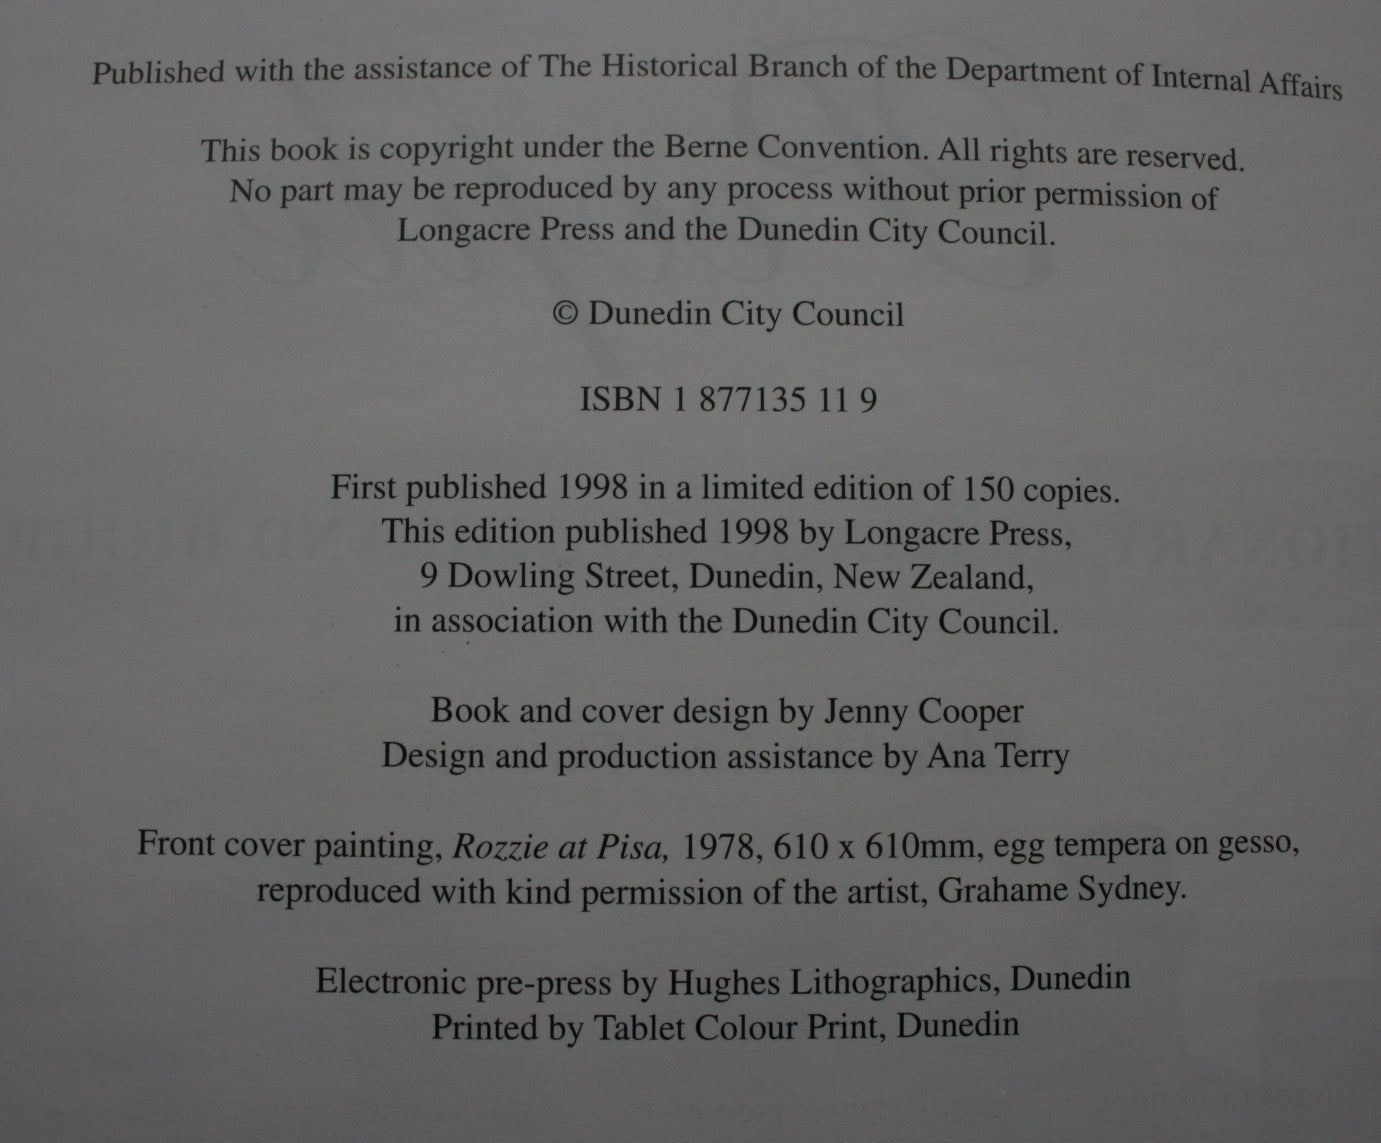 Published with the assistance of The Historical Branch of the Department of Internal Affairs
This book is copyright under the Berne Convention. All rights are reserved.
No part may be reproduced by any process without prior permission of
Longacre Press and the Dunedin City Council.
© Dunedin City Council
ISBN 1 877135 11 9
First published 1998 in a limited edition of 150 copies.
This edition published 1998 by Longacre Press,
9 Dowling Street, Dunedin, New Zealand,
in association with the Dunedin City Council.
Book and cover design by Jenny Cooper
Design and production assistance by Ana Terry
Front cover painting, Rozzie at Pisa, 1978, 610 x 610mm, egg tempera on gesso,
reproduced with kind permission of the artist, Grahame Sydney.
Electronic pre-press by Hughes Lithographics, Dunedin
Printed by Tablet Colour Print, Dunedin